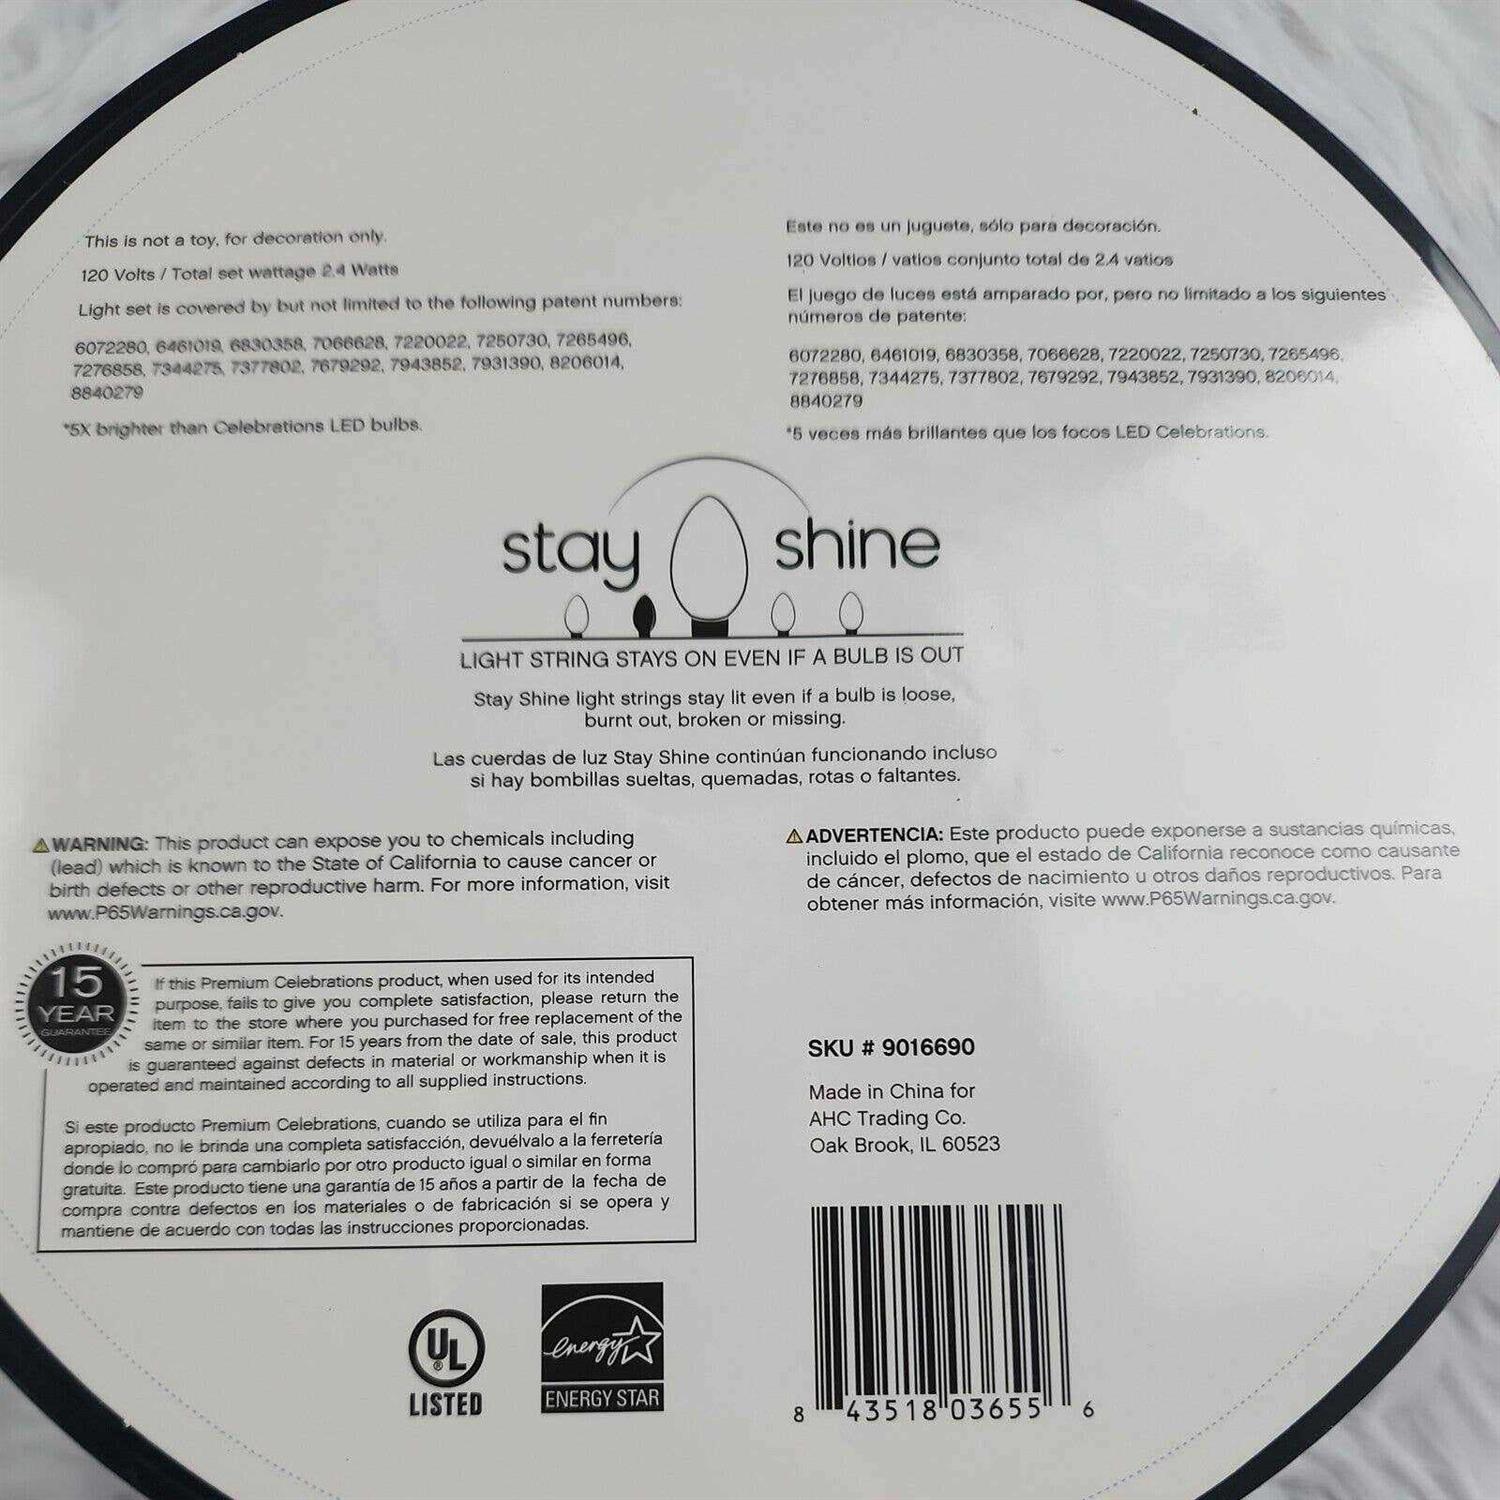 This is not a toy, for decoration only.
120 Volts / Total set wattage 2.4 Watts
Light set is covered by but not limited to the following patent numbers:
6072280, 6461019, 6830358, 7066628, 7220022, 7250730, 7265496,
7276858, 7344275, 7377802, 7679292, 7943852, 7931390, 8206014,
8840279
*5X brighter than Celebrations LED bulbs.
Este no es un juguete, sólo para decoración.
120 Voltios / vatios conjunto total de 2.4 vatios
El juego de luces está amparado por, pero no limitado a los siguientes
números de patente:
6072280, 6461019, 6830358, 7066628, 7220022, 7250730, 7265496,
7276858, 7344275, 7377802, 7679292, 7943852, 7931390, 8206014,
8840279
*5 veces más brillantes que los focos LED Celebrations.
stay shine
LIGHT STRING STAYS ON EVEN IF A BULB IS OUT
Stay Shine light strings stay lit even if a bulb is loose,
burnt out, broken or missing.
Las cuerdas de luz Stay Shine continúan funcionando incluso
si hay bombillas sueltas, quemadas, rotas o faltantes.
⚠ WARNING: This product can expose you to chemicals including
(lead) which is known to the State of California to cause cancer or
birth defects or other reproductive harm. For more information, visit
www.P65Warnings.ca.gov.
⚠ ADVERTENCIA: Este producto puede exponerse a sustancias químicas,
incluido el plomo, que el estado de California reconoce como causante
de cáncer, defectos de nacimiento u otros daños reproductivos. Para
obtener más información, visite www.P65Warnings.ca.gov.
15
YEAR
GUARANTEE
If this Premium Celebrations product, when used for its intended
purpose, fails to give you complete satisfaction, please return the
item to the store where you purchased for free replacement of the
same or similar item. For 15 years from the date of sale, this product
is guaranteed against defects in material or workmanship when it is
operated and maintained according to all supplied instructions.
Si este producto Premium Celebrations, cuando se utiliza para el fin
apropiado, no le brinda una completa satisfacción, devuélvalo a la ferretería
donde lo compró para cambiarlo por otro producto igual o similar en forma
gratuita. Este producto tiene una garantía de 15 años a partir de la fecha de
compra contra defectos en los materiales o de fabricación si se opera y
mantiene de acuerdo con todas las instrucciones proporcionadas.
SKU # 9016690
Made in China for
AHC Trading Co.
Oak Brook, IL 60523
UL
®
LISTED
energy
ENERGY STAR
8 43518 03655 6